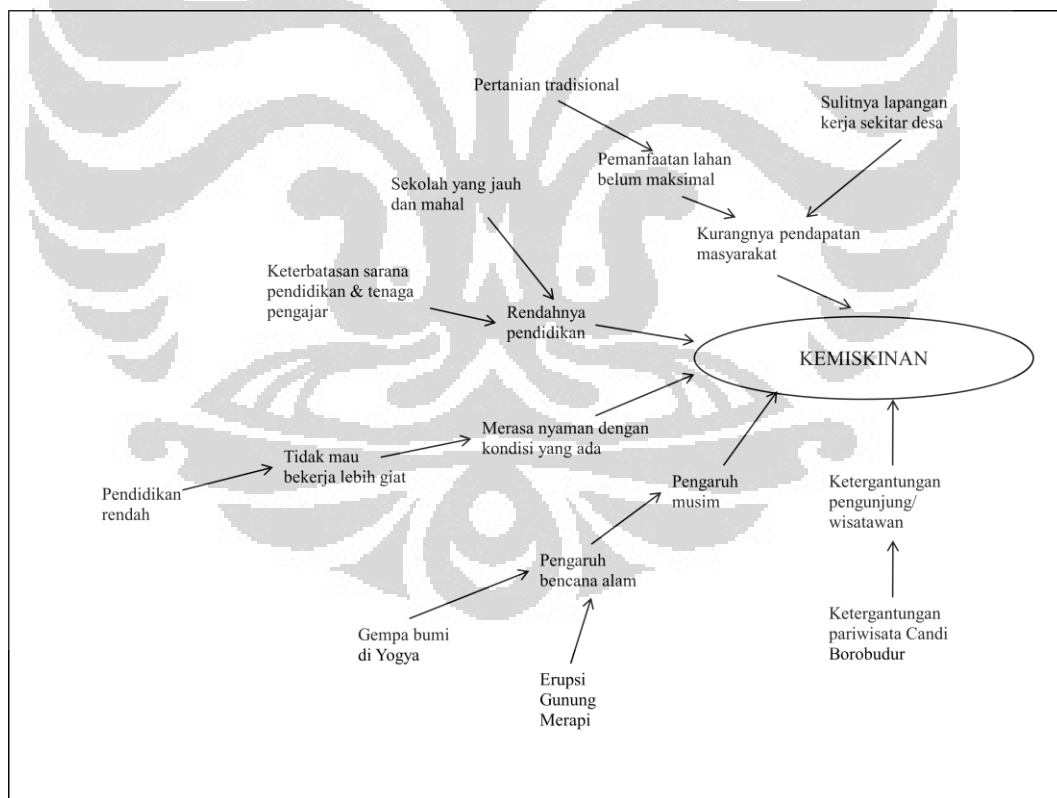 Pertanian tradisional
Sulitnya lapangan
kerja sekitar desa
Pemanfaatan lahan
belum maksimal
Sekolah yang jauh
dan mahal
Kurangnya pendapatan
masyarakat
Keterbatasan sarana
pendidikan & tenaga
pengajar
Rendahnya
pendidikan
KEMISKINAN
Merasa nyaman dengan
kondisi yang ada
Tidak mau
bekerja lebih giat
Pendidikan
rendah
Pengaruh
musim
Ketergantungan
pengunjung/
wisatawan
Pengaruh
bencana alam
Gempa bumi
di Yogya
Ketergantungan
pariwisata Candi
Borobudur
Erupsi
Gunung
Merapi